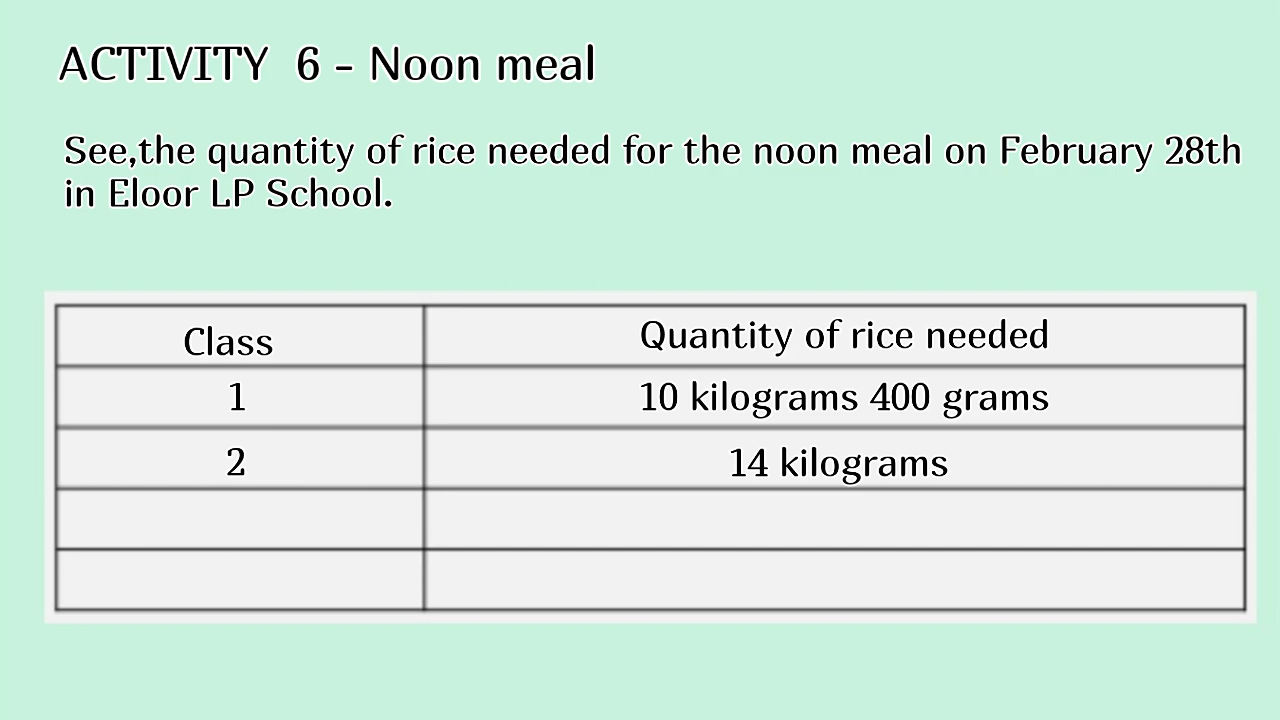 ACTIVITY 6 - Noon meal
See,the quantity of rice needed for the noon meal on February 28th
in Eloor LP School.
Class Quantity of rice needed
1 10 kilograms 400 grams
2 14 kilograms